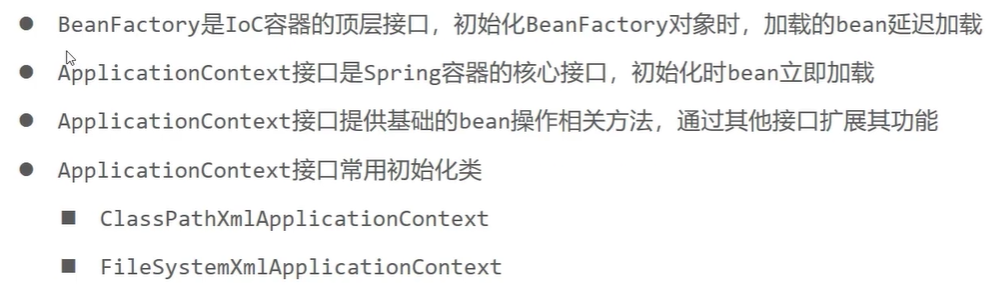 ● BeanFactory是IoC容器的顶层接口，初始化BeanFactory对象时，加载的bean延迟加载
● ApplicationContext接口是Spring容器的核心接口，初始化时bean立即加载
● ApplicationContext接口提供基础的bean操作相关方法，通过其他接口扩展其功能
● ApplicationContext接口常用初始化类
■ ClassPathXmlApplicationContext
■ FileSystemXmlApplicationContext